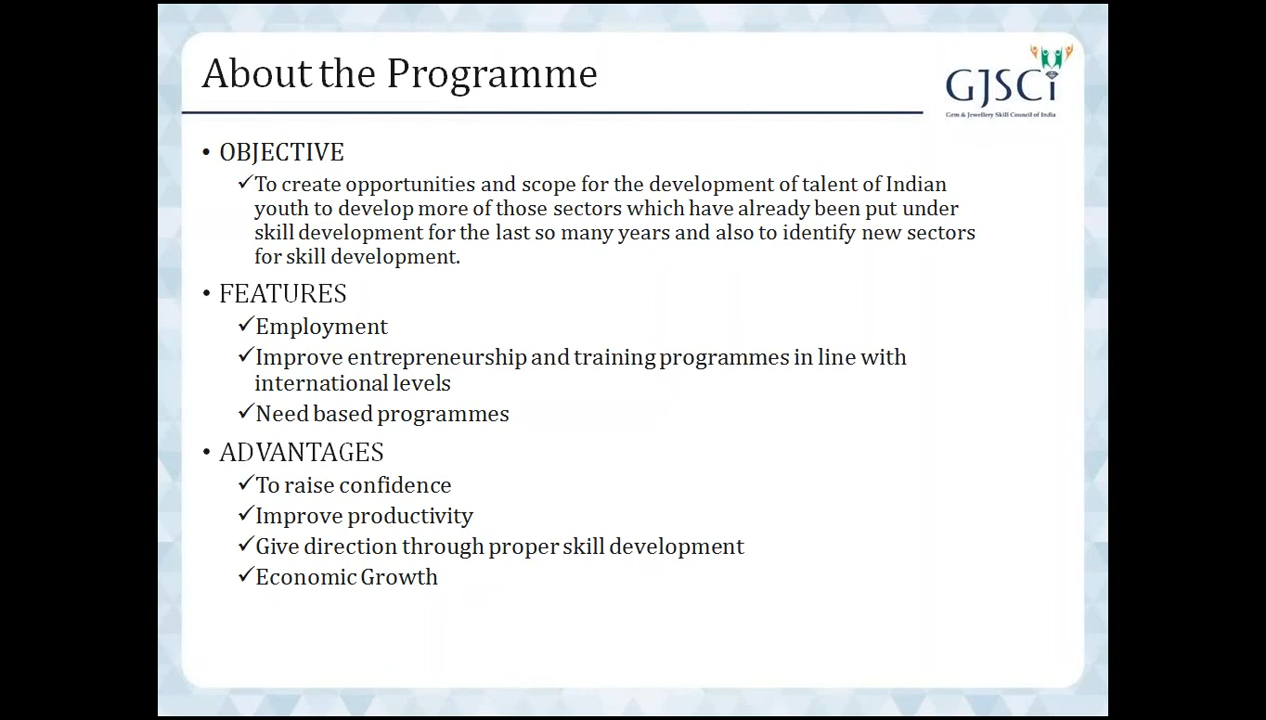 About the Programme
GJSCi
Gem & Jewellery Skill Council of India
• OBJECTIVE
✓To create opportunities and scope for the development of talent of Indian
youth to develop more of those sectors which have already been put under
skill development for the last so many years and also to identify new sectors
for skill development.
• FEATURES
✓Employment
✓Improve entrepreneurship and training programmes in line with
international levels
✓Need based programmes
• ADVANTAGES
✓To raise confidence
✓Improve productivity
✓Give direction through proper skill development
✓Economic Growth